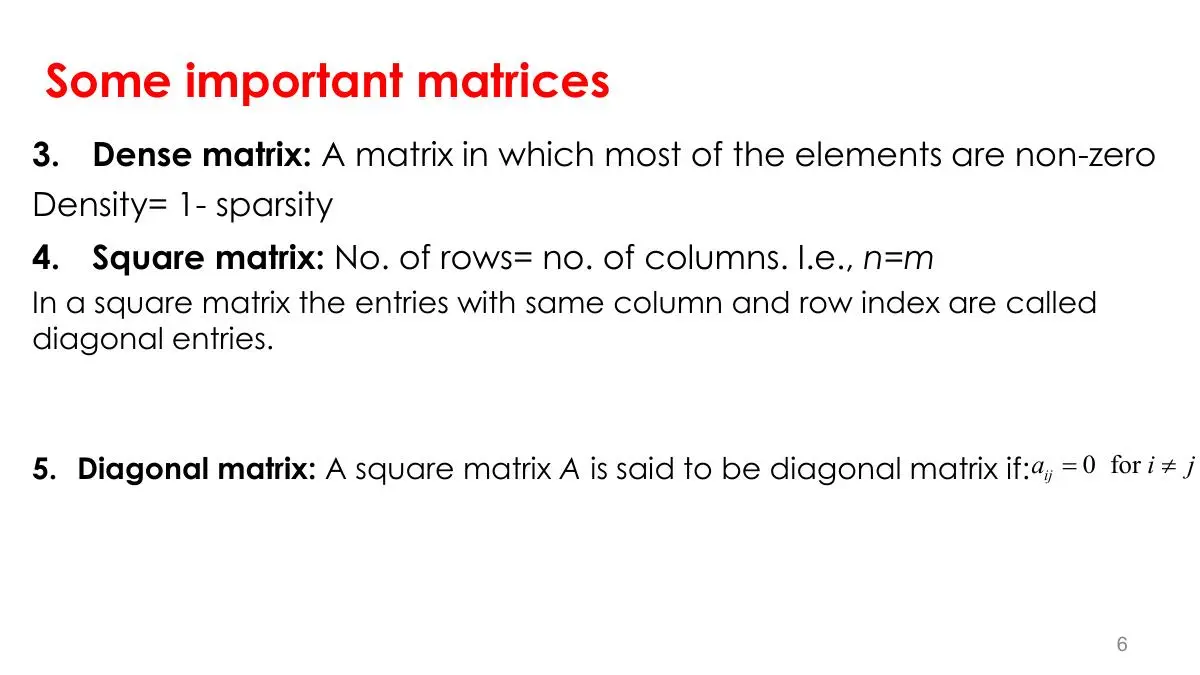 Some important matrices
3. Dense matrix: A matrix in which most of the elements are non-zero
Density= 1- sparsity
4. Square matrix: No. of rows= no. of columns. I.e., n=m
In a square matrix the entries with same column and row index are called
diagonal entries.
5. Diagonal matrix: A square matrix A is said to be diagonal matrix if: aij = 0 for i ≠ j
6